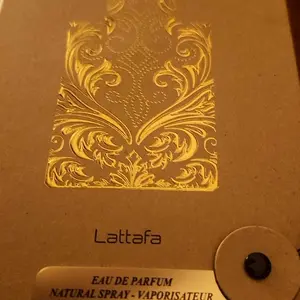 Lattafa
EAU DE PARFUM
NATURAL SPRAY - VAPORISATEUR